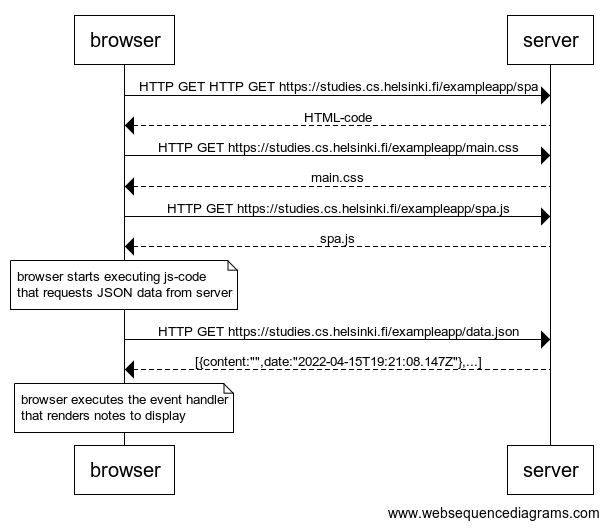 browser
server
HTTP GET HTTP GET https://studies.cs.helsinki.fi/exampleapp/spa
HTML-code
HTTP GET https://studies.cs.helsinki.fi/exampleapp/main.css
main.css
HTTP GET https://studies.cs.helsinki.fi/exampleapp/spa.js
spa.js
browser starts executing js-code
that requests JSON data from server
HTTP GET https://studies.cs.helsinki.fi/exampleapp/data.json
[{content:"",date:"2022-04-15T19:21:08.147Z"},...]
browser executes the event handler
that renders notes to display
browser
server
www.websequencediagrams.com